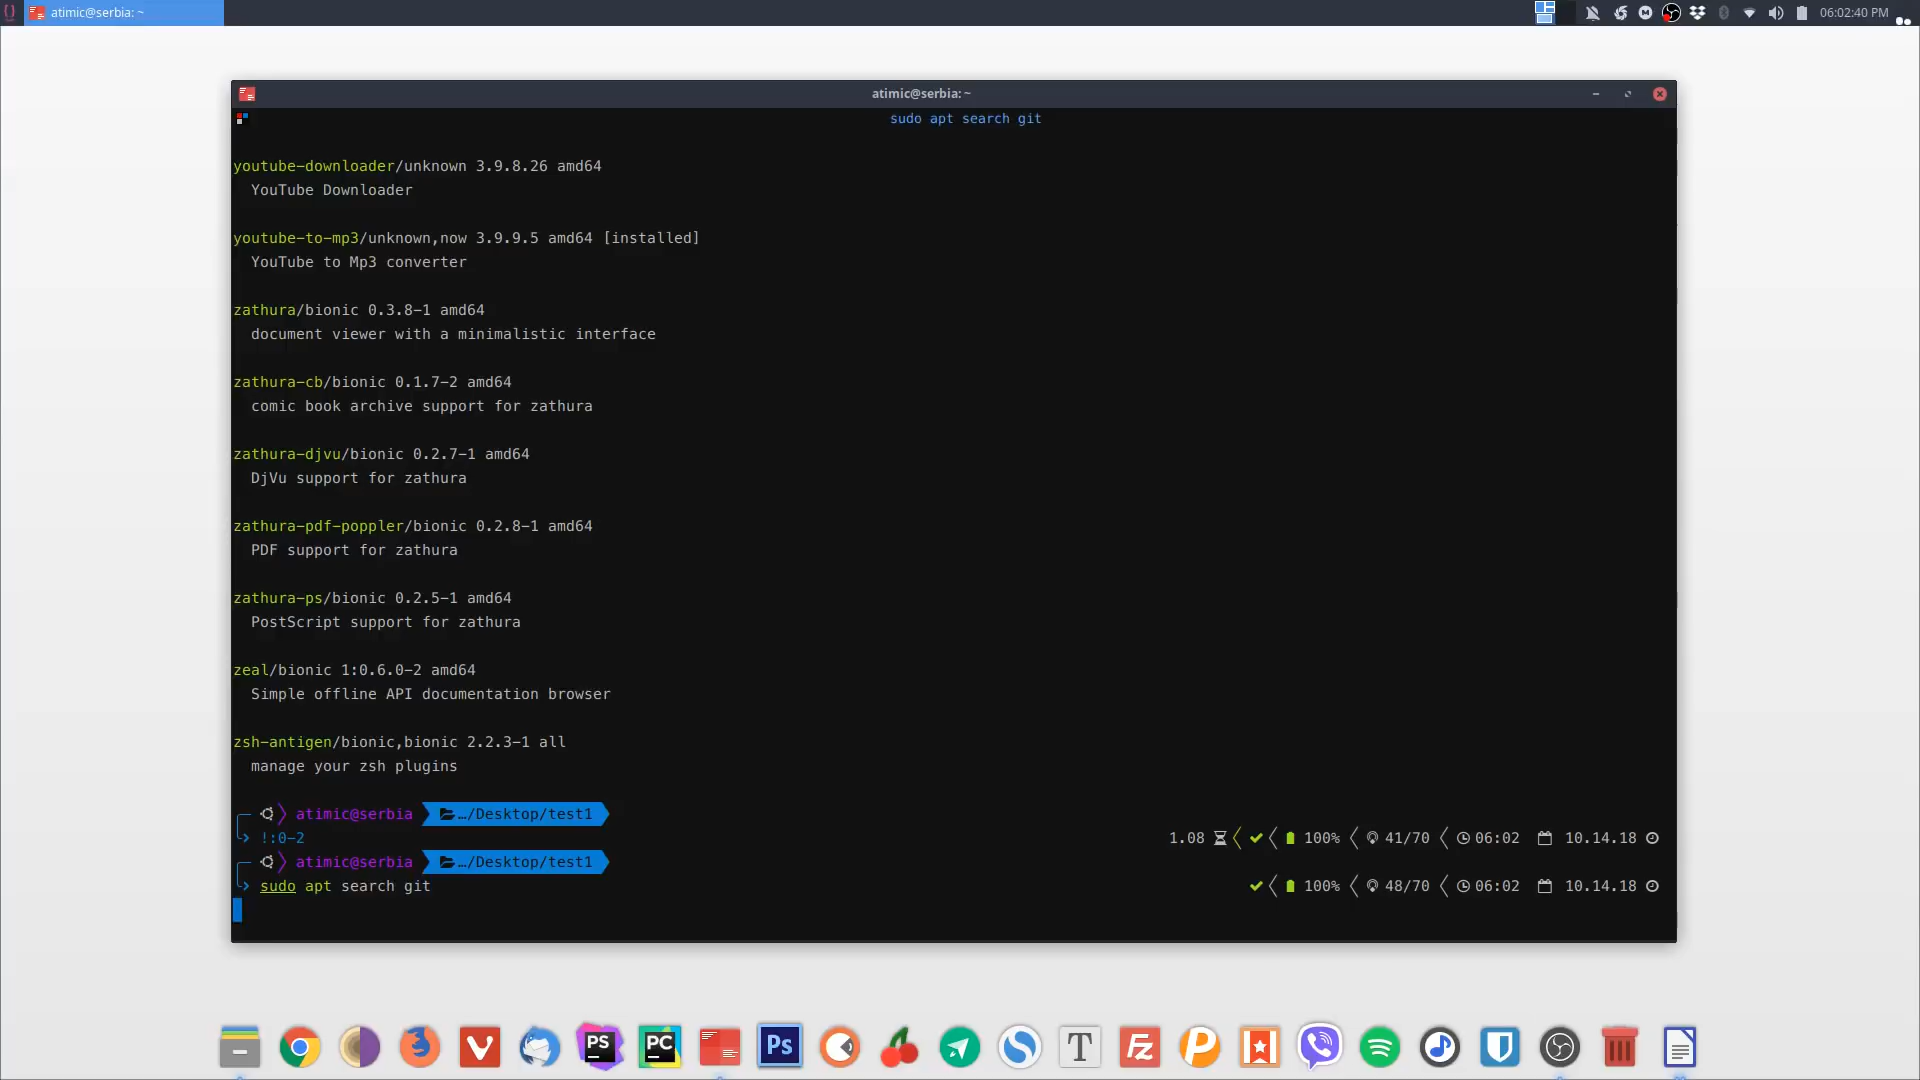 atimic@serbia: ~
06:02:40 PM
atimic@serbia: ~
sudo apt search git
youtube-downloader/unknown 3.9.8.26 amd64
YouTube Downloader
youtube-to-mp3/unknown,now 3.9.9.5 amd64 [installed]
YouTube to Mp3 converter
zathura/bionic 0.3.8-1 amd64
document viewer with a minimalistic interface
zathura-cb/bionic 0.1.7-2 amd64
comic book archive support for zathura
zathura-djvu/bionic 0.2.7-1 amd64
DjVu support for zathura
zathura-pdf-poppler/bionic 0.2.8-1 amd64
PDF support for zathura
zathura-ps/bionic 0.2.5-1 amd64
PostScript support for zathura
zeal/bionic 1:0.6.0-2 amd64
Simple offline API documentation browser
zsh-antigen/bionic,bionic 2.2.3-1 all
manage your zsh plugins
atimic@serbia …/Desktop/test1
!:0-2 1.08 100% 41/70 06:02 10.14.18
atimic@serbia …/Desktop/test1
sudo apt search git 100% 48/70 06:02 10.14.18
PS PC Ps T Fz P